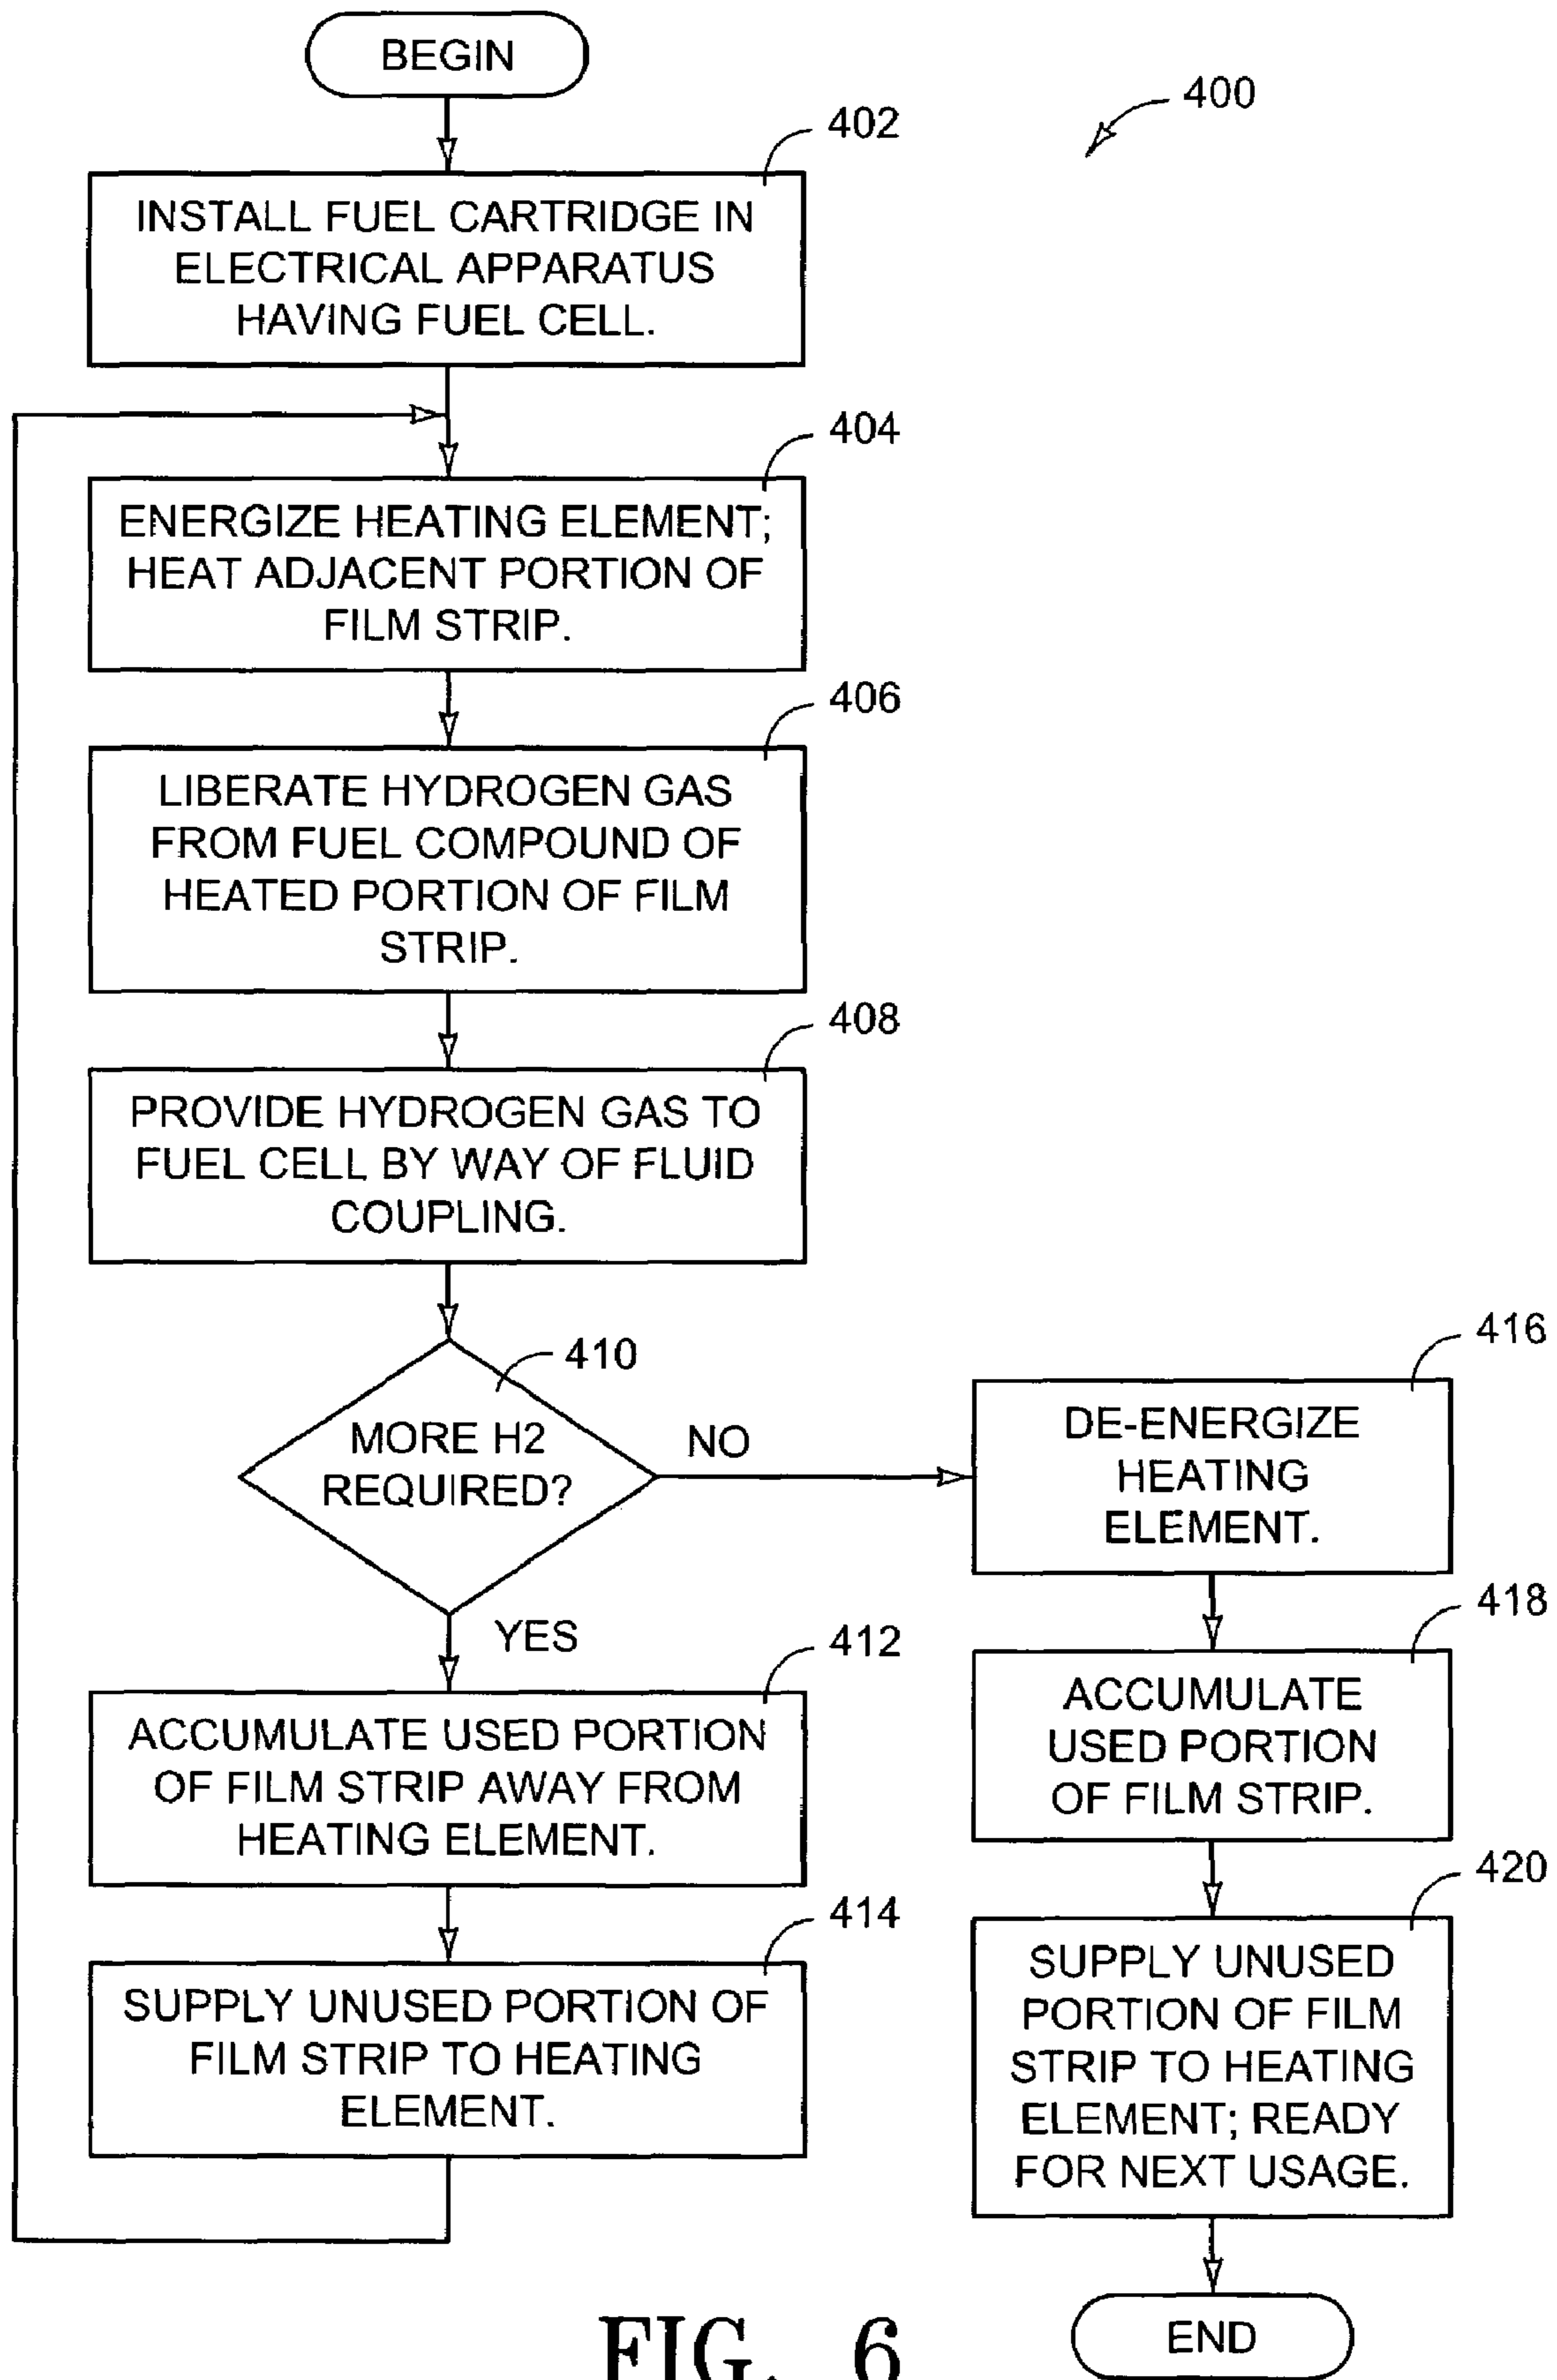 BEGIN
400
402
INSTALL FUEL CARTRIDGE IN
ELECTRICAL APPARATUS
HAVING FUEL CELL.
404
ENERGIZE HEATING ELEMENT;
HEAT ADJACENT PORTION OF
FILM STRIP.
406
LIBERATE HYDROGEN GAS
FROM FUEL COMPOUND OF
HEATED PORTION OF FILM
STRIP.
408
PROVIDE HYDROGEN GAS TO
FUEL CELL BY WAY OF FLUID
COUPLING.
410
MORE H2
REQUIRED?
NO
YES
412
ACCUMULATE USED PORTION
OF FILM STRIP AWAY FROM
HEATING ELEMENT.
414
SUPPLY UNUSED PORTION OF
FILM STRIP TO HEATING
ELEMENT.
416
DE-ENERGIZE
HEATING
ELEMENT.
418
ACCUMULATE
USED PORTION
OF FILM STRIP.
420
SUPPLY UNUSED
PORTION OF FILM
STRIP TO HEATING
ELEMENT; READY
FOR NEXT USAGE.
END
FIG. 6